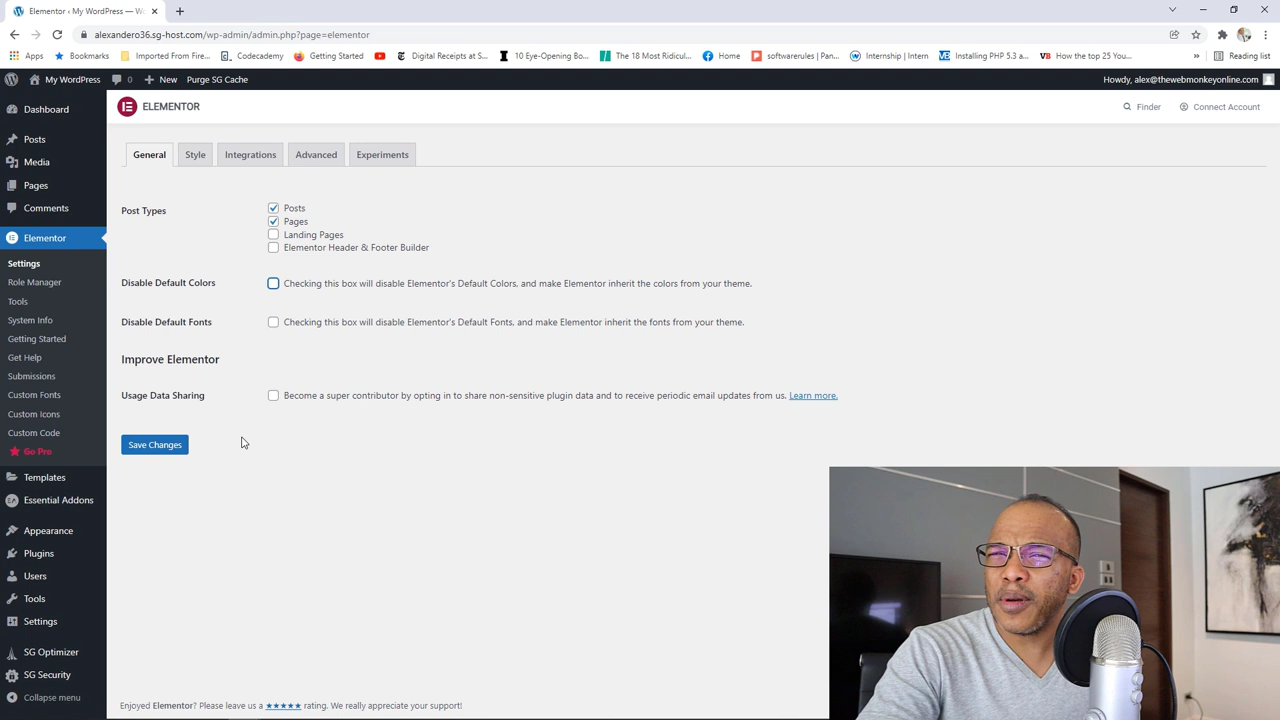 Elementor ‹ My WordPress — Wo
alexandero36.sg-host.com/wp-admin/admin.php?page=elementor
Apps
Bookmarks
Imported From Fire...
Codecademy
Getting Started
Digital Receipts at S...
10 Eye-Opening Bo...
The 18 Most Ridicul...
Home
softwarerules | Pan...
Internship | Intern
Installing PHP 5.3 a...
How the top 25 You...
Reading list
My WordPress
0
New
Purge SG Cache
Howdy, alex@thewebmonkeyonline.com
Dashboard
Posts
Media
Pages
Comments
Elementor
Settings
Role Manager
Tools
System Info
Getting Started
Get Help
Submissions
Custom Fonts
Custom Icons
Custom Code
Go Pro
Templates
Essential Addons
Appearance
Plugins
Users
Tools
Settings
SG Optimizer
SG Security
Collapse menu
ELEMENTOR
Finder
Connect Account
General
Style
Integrations
Advanced
Experiments
Post Types
Posts
Pages
Landing Pages
Elementor Header & Footer Builder
Disable Default Colors
Checking this box will disable Elementor's Default Colors, and make Elementor inherit the colors from your theme.
Disable Default Fonts
Checking this box will disable Elementor's Default Fonts, and make Elementor inherit the fonts from your theme.
Improve Elementor
Usage Data Sharing
Become a super contributor by opting in to share non-sensitive plugin data and to receive periodic email updates from us. Learn more.
Save Changes
Enjoyed Elementor? Please leave us a ★★★★★ rating. We really appreciate your support!